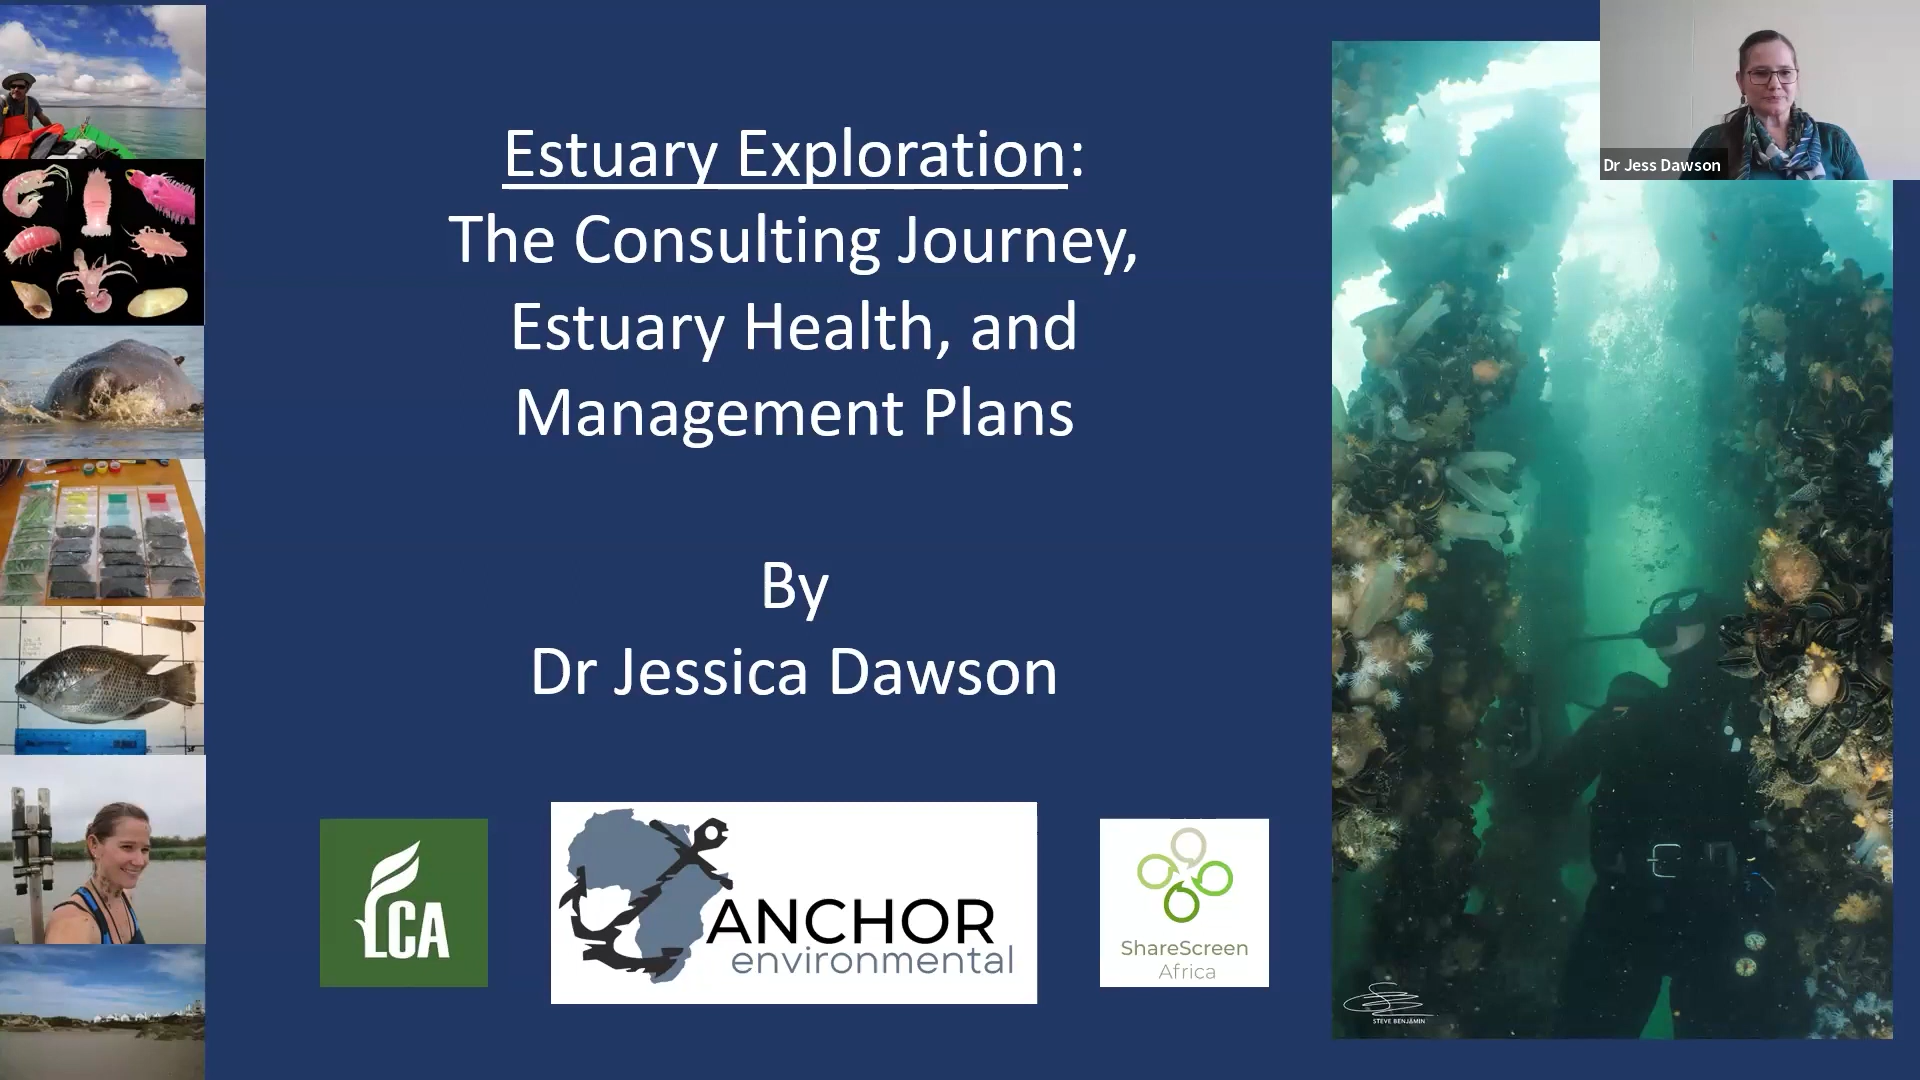 Estuary Exploration:
The Consulting Journey,
Estuary Health, and
Management Plans
By
Dr Jessica Dawson
LCA
ANCHOR
environmental
ShareScreen
Africa
STEVE BENJAMIN
Dr Jess Dawson